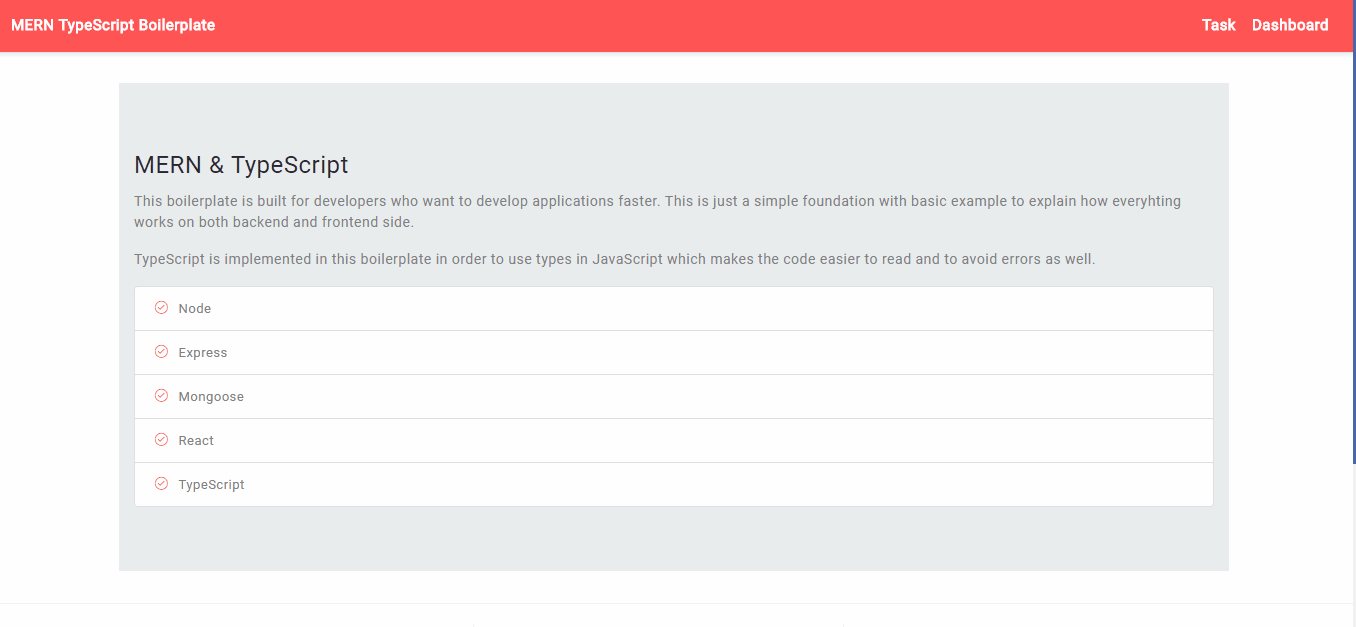 MERN TypeScript Boilerplate
Task Dashboard
MERN & TypeScript
This boilerplate is built for developers who want to develop applications faster. This is just a simple foundation with basic example to explain how everyhting
works on both backend and frontend side.
TypeScript is implemented in this boilerplate in order to use types in JavaScript which makes the code easier to read and to avoid errors as well.
Node
Express
Mongoose
React
TypeScript